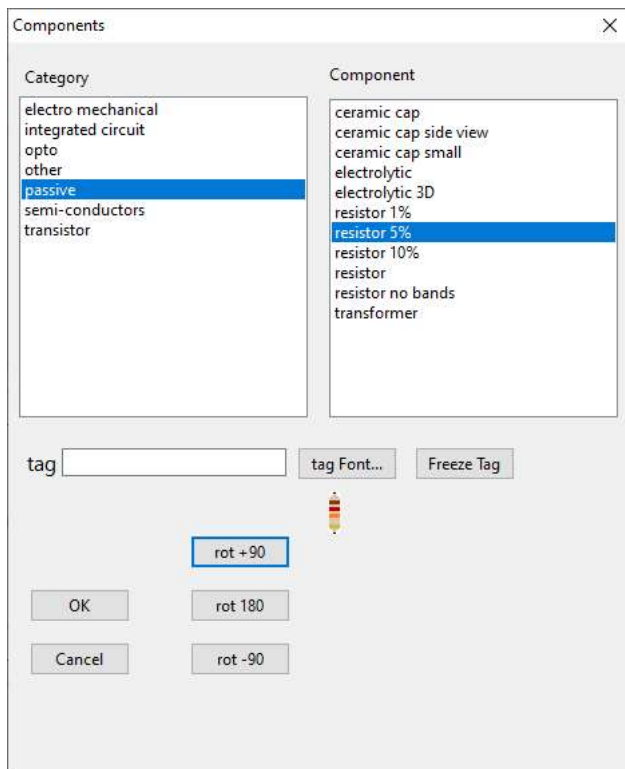 Components
Category
electro mechanical
integrated circuit
opto
other
passive
semi-conductors
transistor
Component
ceramic cap
ceramic cap side view
ceramic cap small
electrolytic
electrolytic 3D
resistor 1%
resistor 5%
resistor 10%
resistor
resistor no bands
transformer
tag
tag Font...
Freeze Tag
rot +90
OK
rot 180
Cancel
rot -90